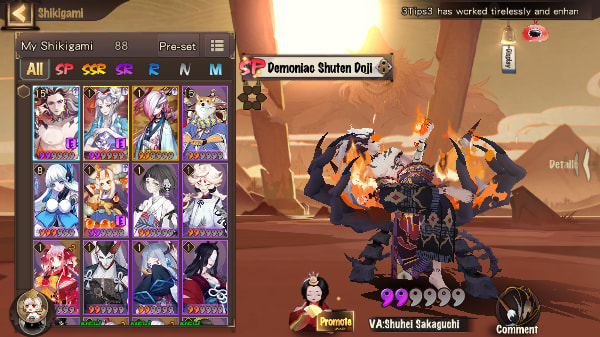 Shikigami
3Tips3 has worked tirelessly and enhan
My Shikigami 88 Pre-set
All SP SSR SR R N M
SP Demoniac Shuten Doji
Display
Detail
Promote
VA:Shuhei Sakaguchi
Comment